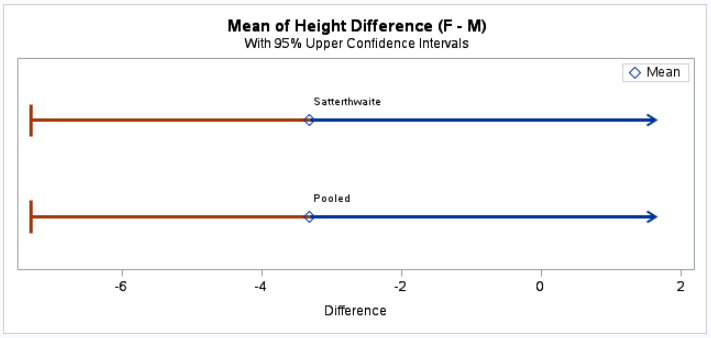 Mean of Height Difference (F - M)
With 95% Upper Confidence Intervals
Mean
Satterthwaite
Pooled
-6 -4 -2 0 2
Difference